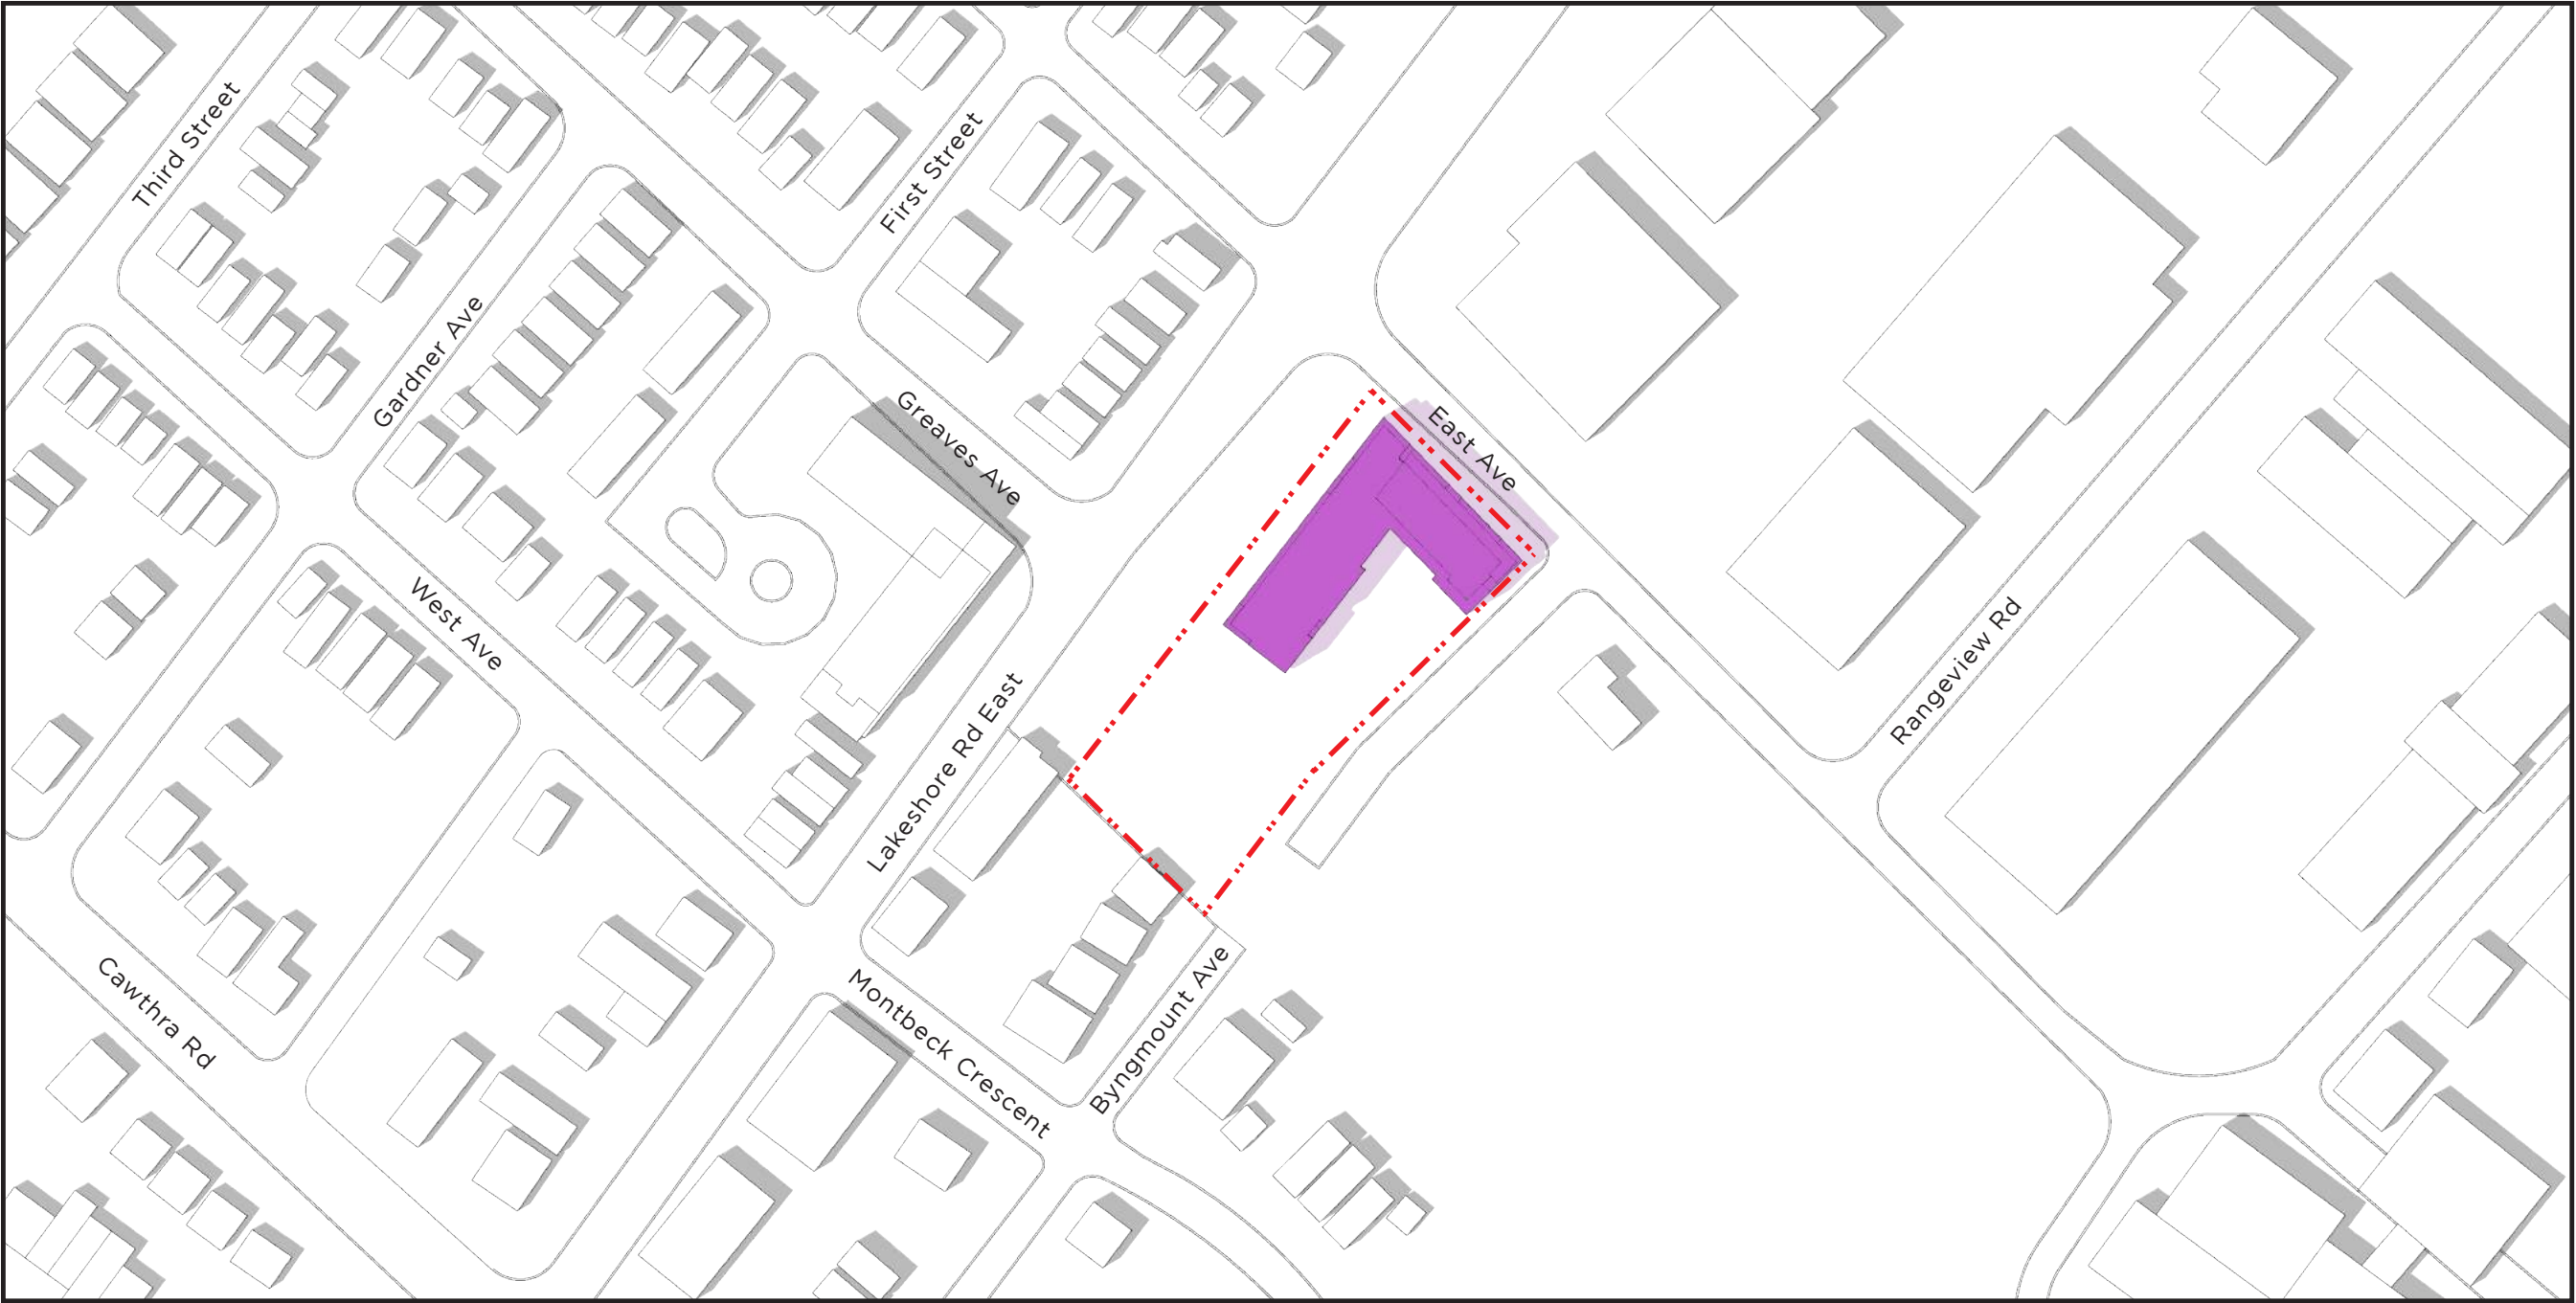 Third Street
First Street
Gardner Ave
Greaves Ave
East Ave
West Ave
Lakeshore Rd East
Rangeview Rd
Cawthra Rd
Montbeck Crescent
Byngmount Ave